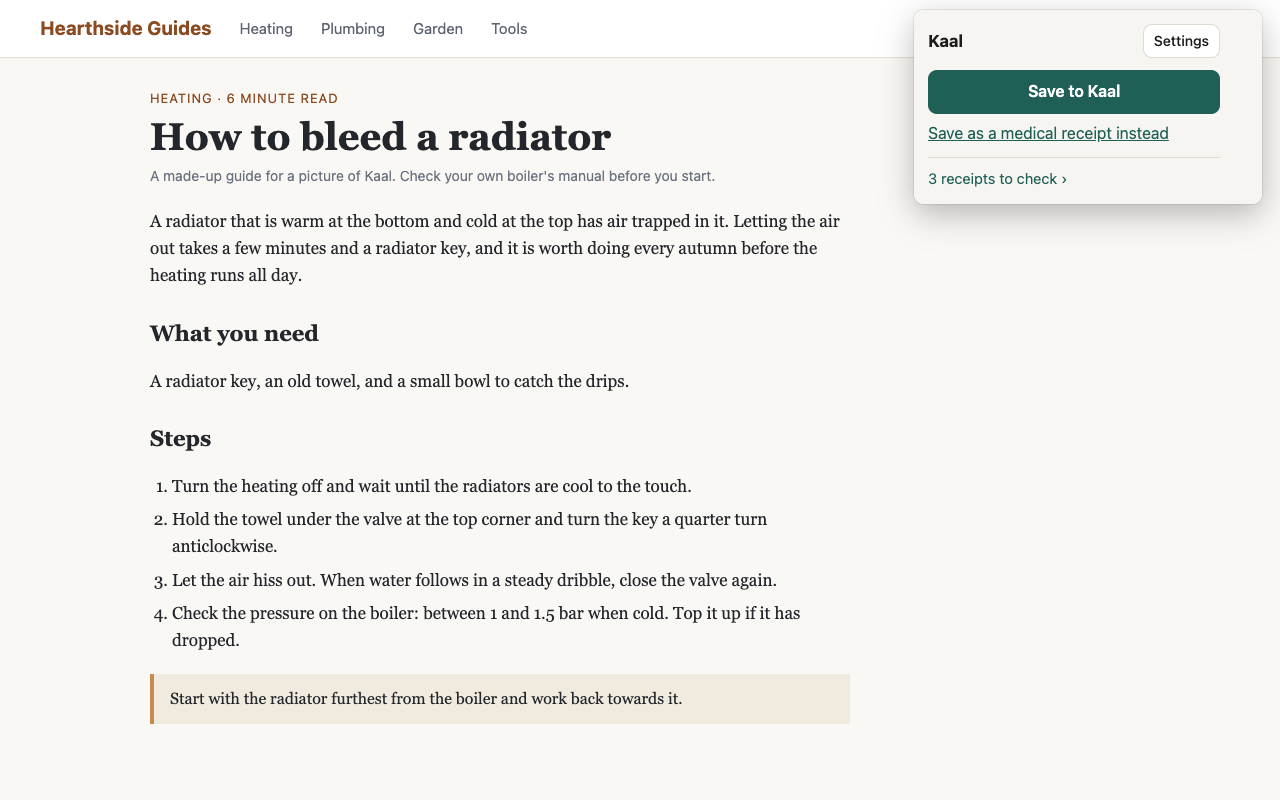 Hearthside Guides Heating Plumbing Garden Tools
Kaal Settings
Save to Kaal
Save as a medical receipt instead
3 receipts to check ›
HEATING · 6 MINUTE READ
How to bleed a radiator
A made-up guide for a picture of Kaal. Check your own boiler's manual before you start.
A radiator that is warm at the bottom and cold at the top has air trapped in it. Letting the air
out takes a few minutes and a radiator key, and it is worth doing every autumn before the
heating runs all day.
What you need
A radiator key, an old towel, and a small bowl to catch the drips.
Steps
1. Turn the heating off and wait until the radiators are cool to the touch.
2. Hold the towel under the valve at the top corner and turn the key a quarter turn
anticlockwise.
3. Let the air hiss out. When water follows in a steady dribble, close the valve again.
4. Check the pressure on the boiler: between 1 and 1.5 bar when cold. Top it up if it has
dropped.
Start with the radiator furthest from the boiler and work back towards it.